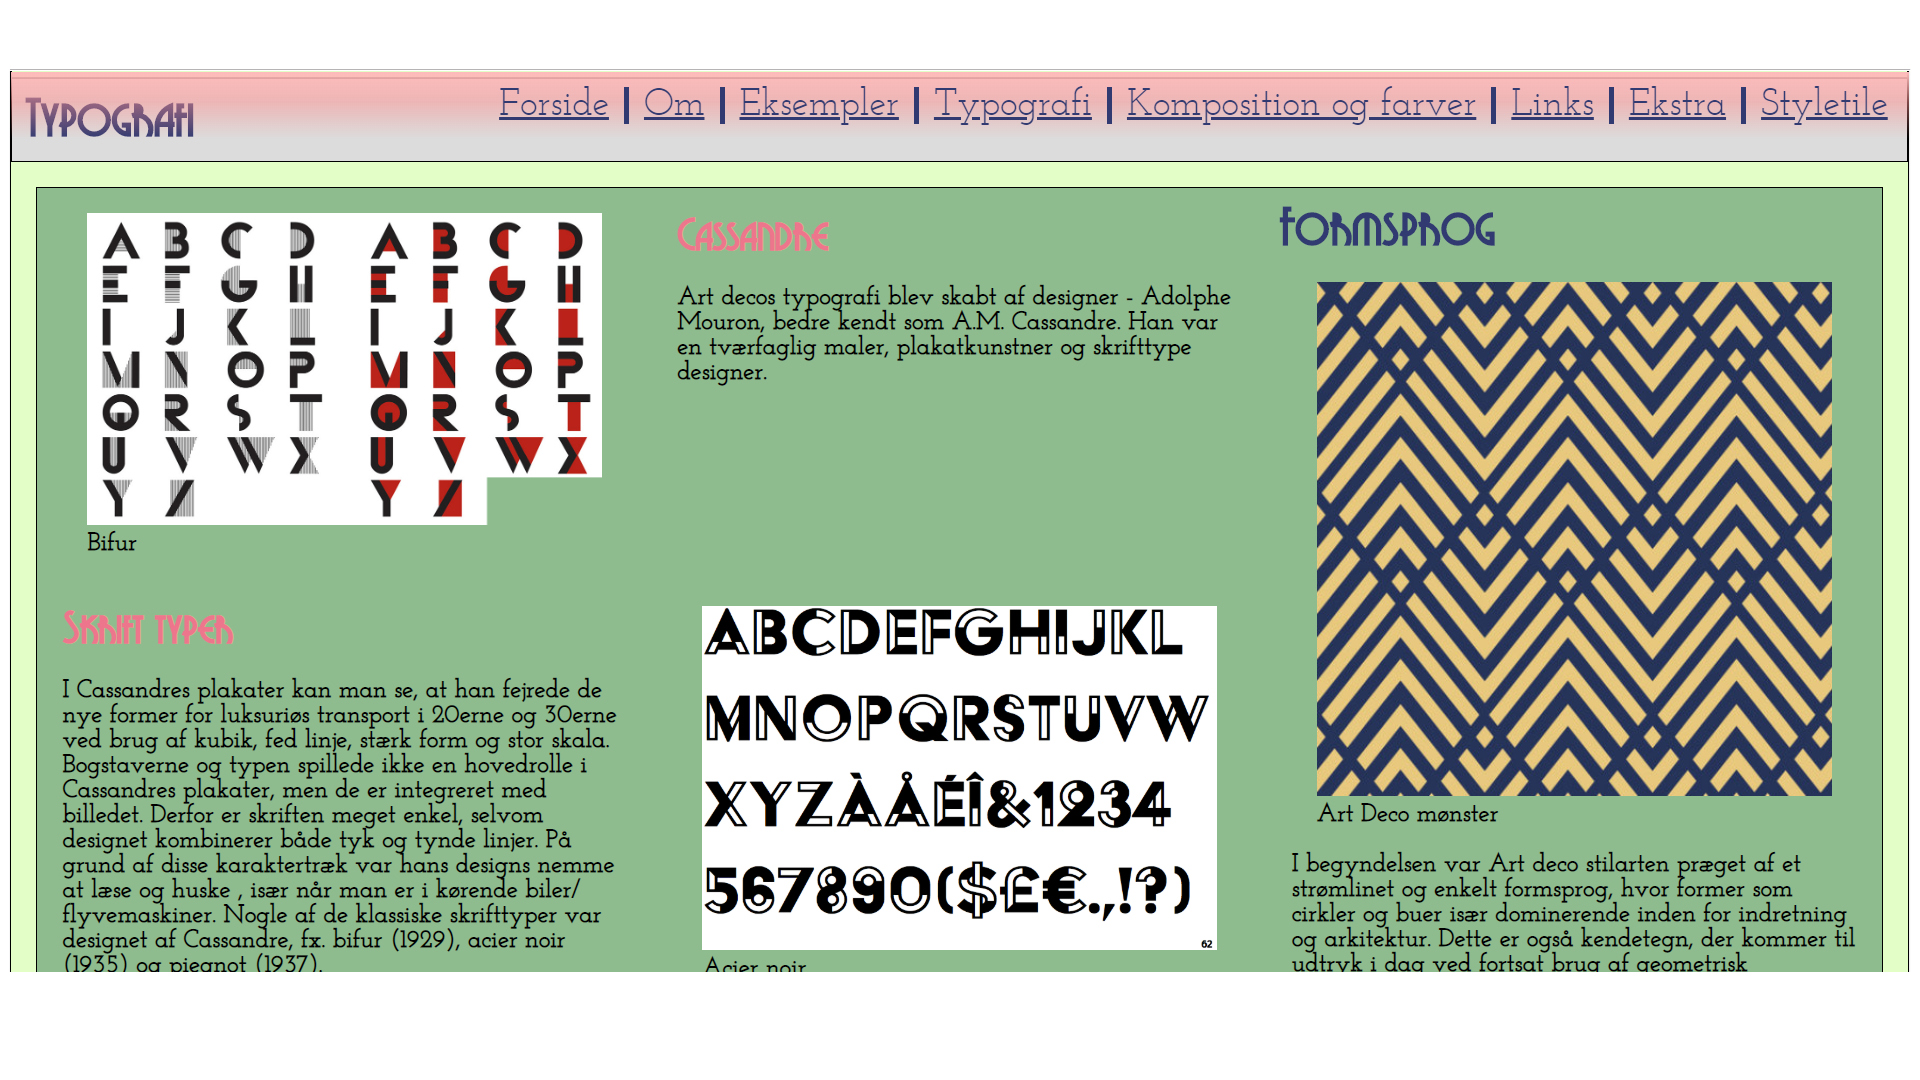 Typografi
Forside | Om | Eksempler | Typografi | Komposition og farver | Links | Ekstra | Styletile
A B C D A B C D
E F G H E F G H
I J K L I J K L
M N O P M N O P
Q R S T Q R S T
U V W X U V W X
Y Z Y Z
Bifur
Skrift typer
I Cassandres plakater kan man se, at han fejrede de
nye former for luksuriøs transport i 20erne og 30erne
ved brug af kubik, fed linje, stærk form og stor skala.
Bogstaverne og typen spillede ikke en hovedrolle i
Cassandres plakater, men de er integreret med
billedet. Derfor er skriften meget enkel, selvom
designet kombinerer både tyk og tynde linjer. På
grund af disse karaktertræk var hans designs nemme
at læse og huske , især når man er i kørende biler/
flyvemaskiner. Nogle af de klassiske skrifttyper var
designet af Cassandre, fx. bifur (1929), acier noir
(1935) og piegnot (1937).
Cassandre
Art decos typografi blev skabt af designer - Adolphe
Mouron, bedre kendt som A.M. Cassandre. Han var
en tværfaglig maler, plakatkunstner og skrifttype
designer.
ABCDEFGHIJKL
MNOPQRSTUVW
XYZÀÅÉÎ&1234
567890($£€.,!?)
62
Acier noir
Formsprog
Art Deco mønster
I begyndelsen var Art deco stilarten præget af et
strømlinet og enkelt formsprog, hvor former som
cirkler og buer især dominerende inden for indretning
og arkitektur. Dette er også kendetegn, der kommer til
udtryk i dag ved fortsat brug af geometrisk